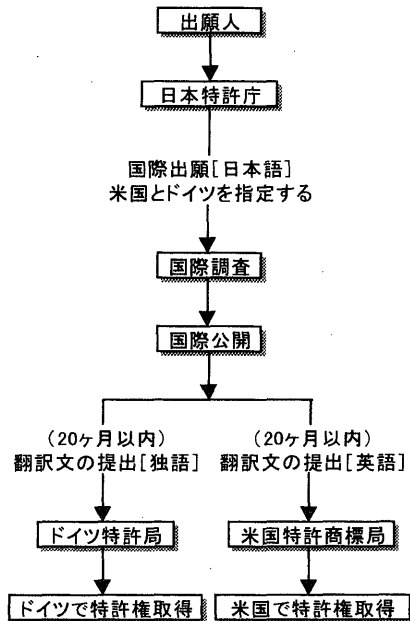 出願人
日本特許庁
国際出願[日本語]
米国とドイツを指定する
国際調査
国際公開
(20ヶ月以内)
翻訳文の提出[独語]
(20ヶ月以内)
翻訳文の提出[英語]
ドイツ特許局
米国特許商標局
ドイツで特許権取得
米国で特許権取得